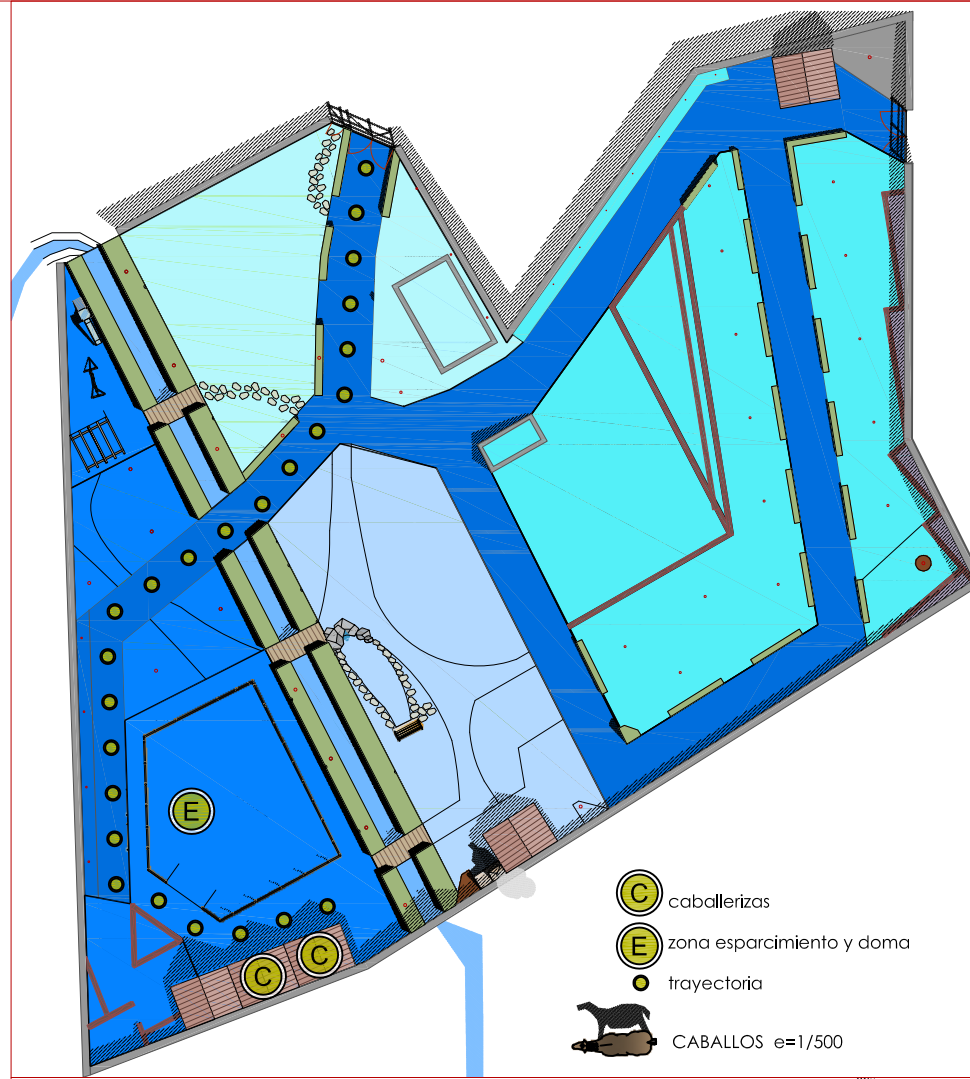 E
C
C
C caballerizas
E zona esparcimiento y doma
trayectoria
CABALLOS e=1/500